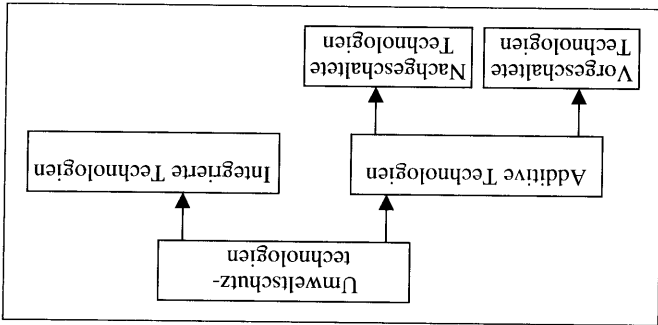 Umweltschutz-
technologien
Additive Technologien
Integrierte Technologien
Vorgeschaltete
Technologien
Nachgeschaltete
Technologien